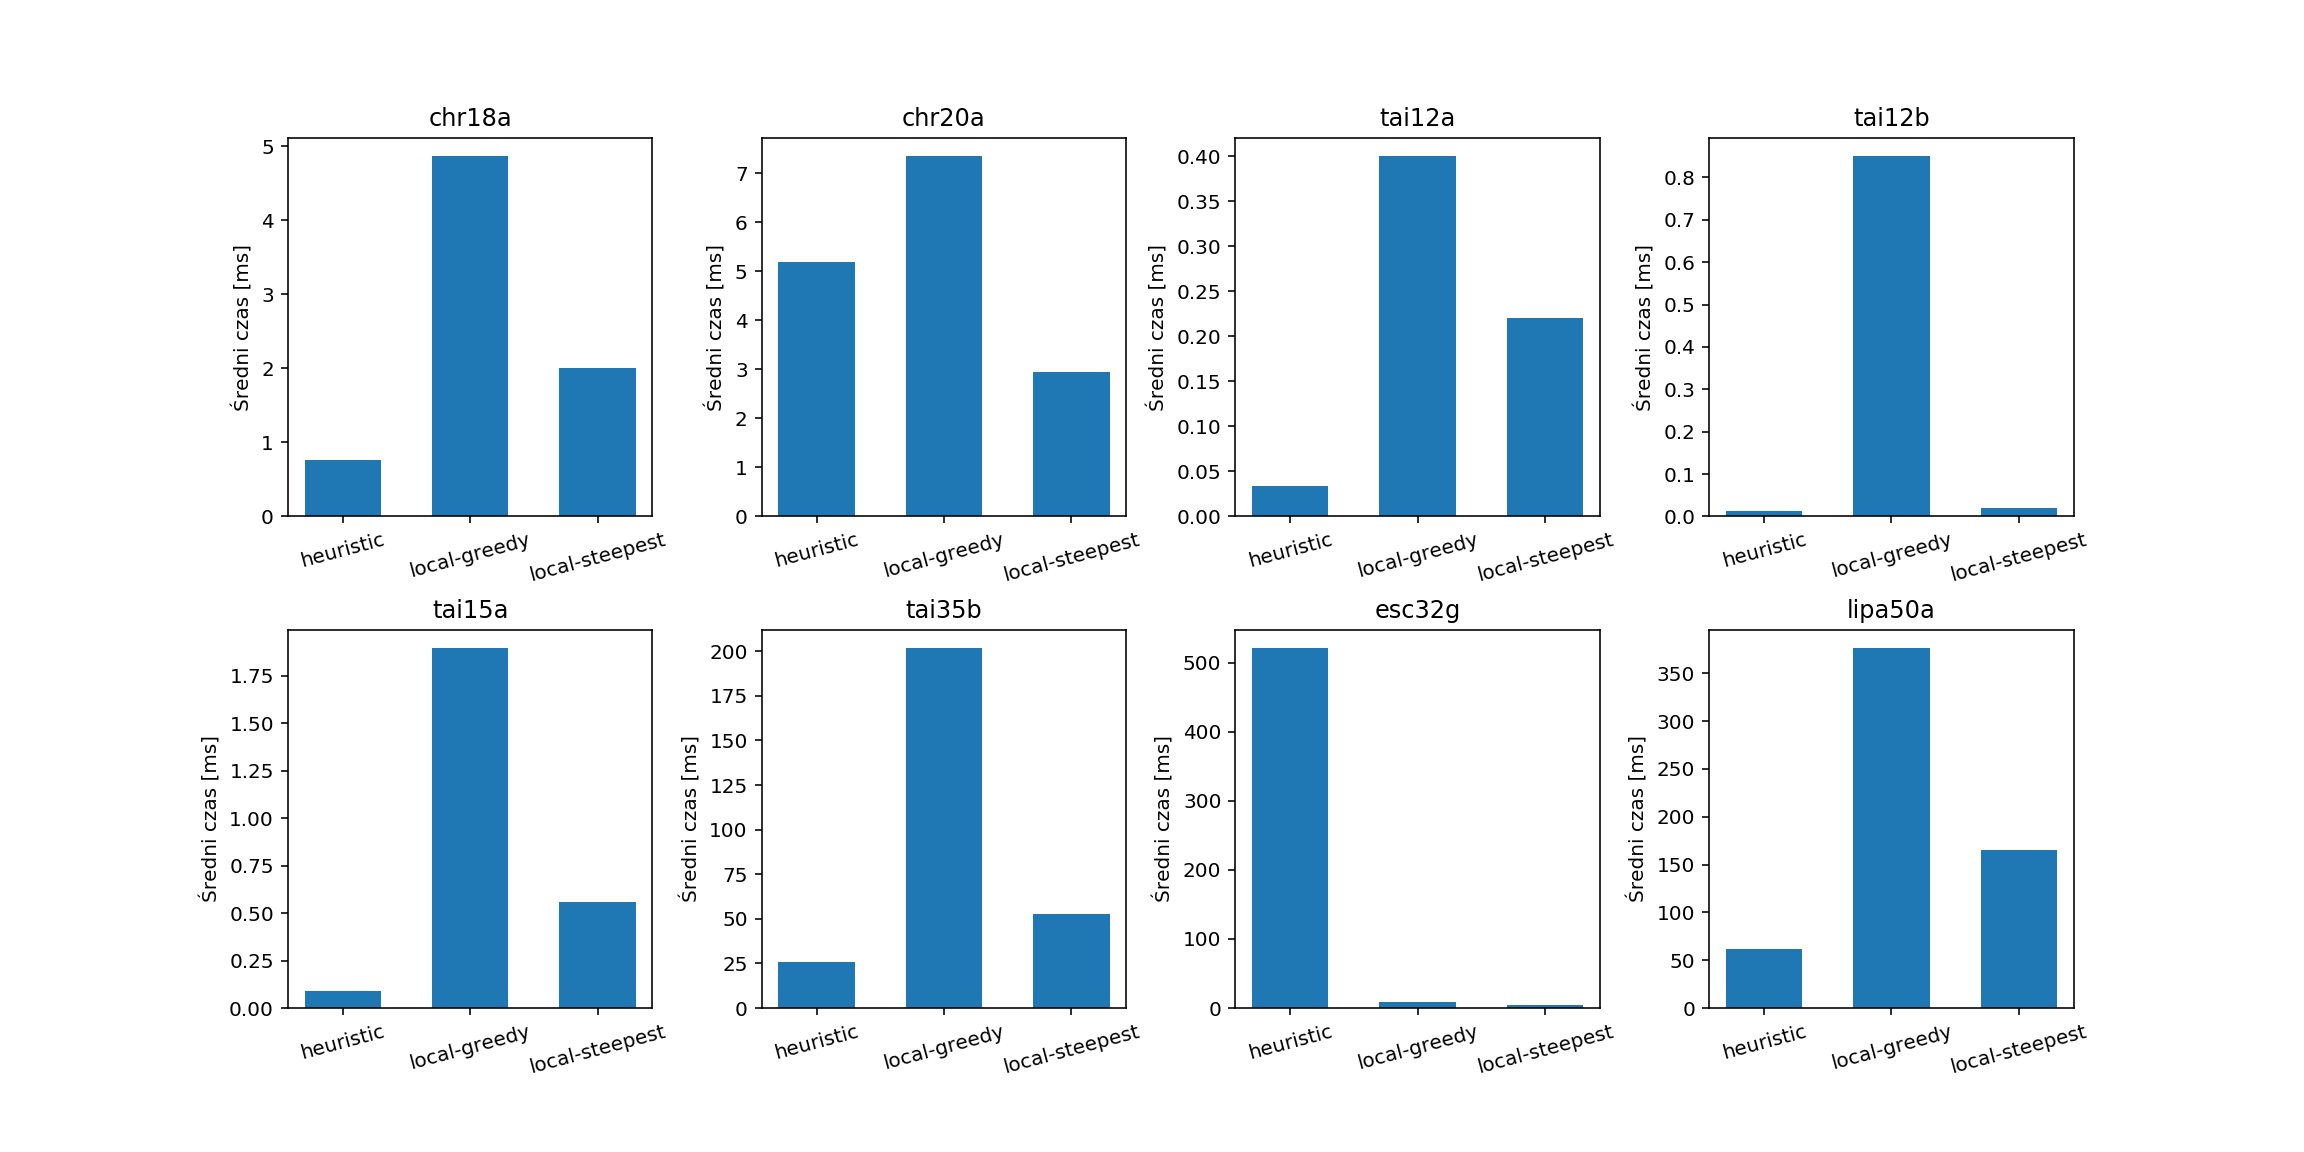 chr18a
Średni czas [ms]
5
4
3
2
1
0
heuristic
local-greedy
local-steepest
chr20a
Średni czas [ms]
7
6
5
4
3
2
1
0
heuristic
local-greedy
local-steepest
tai12a
Średni czas [ms]
0.40
0.35
0.30
0.25
0.20
0.15
0.10
0.05
0.00
heuristic
local-greedy
local-steepest
tai12b
Średni czas [ms]
0.8
0.7
0.6
0.5
0.4
0.3
0.2
0.1
0.0
heuristic
local-greedy
local-steepest
tai15a
Średni czas [ms]
1.75
1.50
1.25
1.00
0.75
0.50
0.25
0.00
heuristic
local-greedy
local-steepest
tai35b
Średni czas [ms]
200
175
150
125
100
75
50
25
0
heuristic
local-greedy
local-steepest
esc32g
Średni czas [ms]
500
400
300
200
100
0
heuristic
local-greedy
local-steepest
lipa50a
Średni czas [ms]
350
300
250
200
150
100
50
0
heuristic
local-greedy
local-steepest